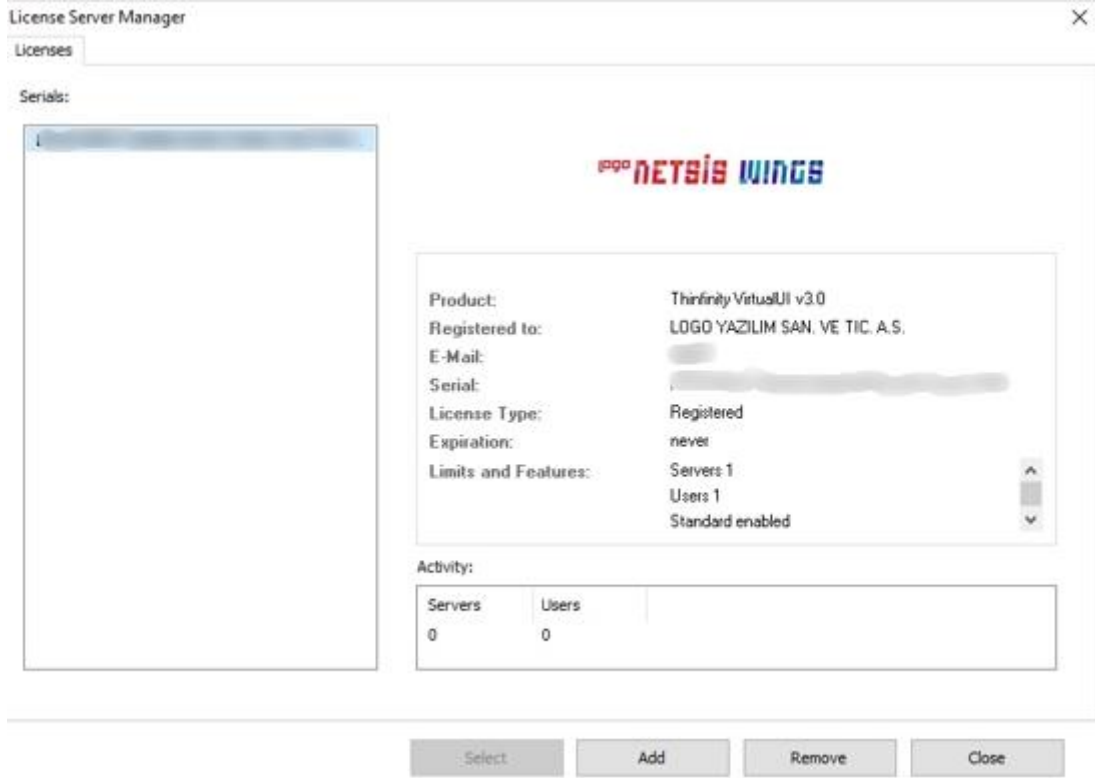 License Server Manager
Licenses
Serials:
logo NETSİS WINGS
Product: Thinfinity VirtualUI v3.0
Registered to: LOGO YAZILIM SAN. VE TIC. A.S.
E-Mail:
Serial:
License Type: Registered
Expiration: never
Limits and Features: Servers 1
Users 1
Standard enabled
Activity:
Servers Users
0 0
Select Add Remove Close